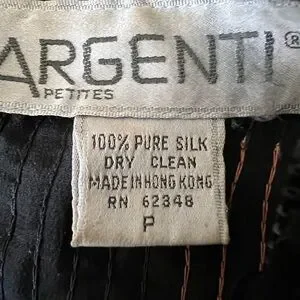 ARGENTI ®
PETITES
100% PURE SILK
DRY CLEAN
MADE IN HONG KONG
RN 62348
P